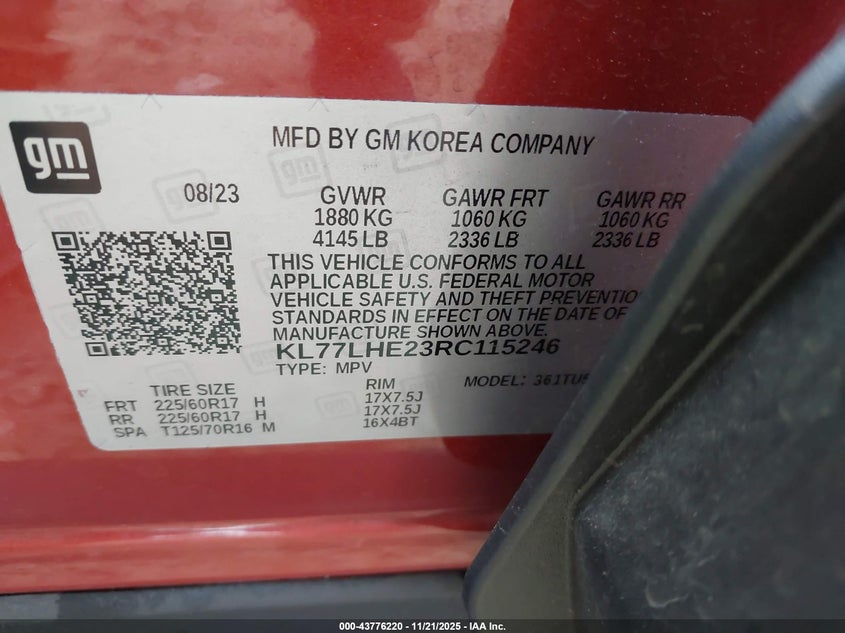 gm
MFD BY GM KOREA COMPANY
08/23
GVWR GAWR FRT GAWR RR
1880 KG 1060 KG 1060 KG
4145 LB 2336 LB 2336 LB
THIS VEHICLE CONFORMS TO ALL
APPLICABLE U.S. FEDERAL MOTOR
VEHICLE SAFETY AND THEFT PREVENTIO
STANDARDS IN EFFECT ON THE DATE OF
MANUFACTURE SHOWN ABOVE.
KL77LHE23RC115246
TYPE: MPV MODEL: 361TU5
TIRE SIZE RIM
FRT 225/60R17 H 17X7.5J
RR 225/60R17 H 17X7.5J
SPA T125/70R16 M 16X4BT
000-43776220 - 11/21/2025 - IAA Inc.